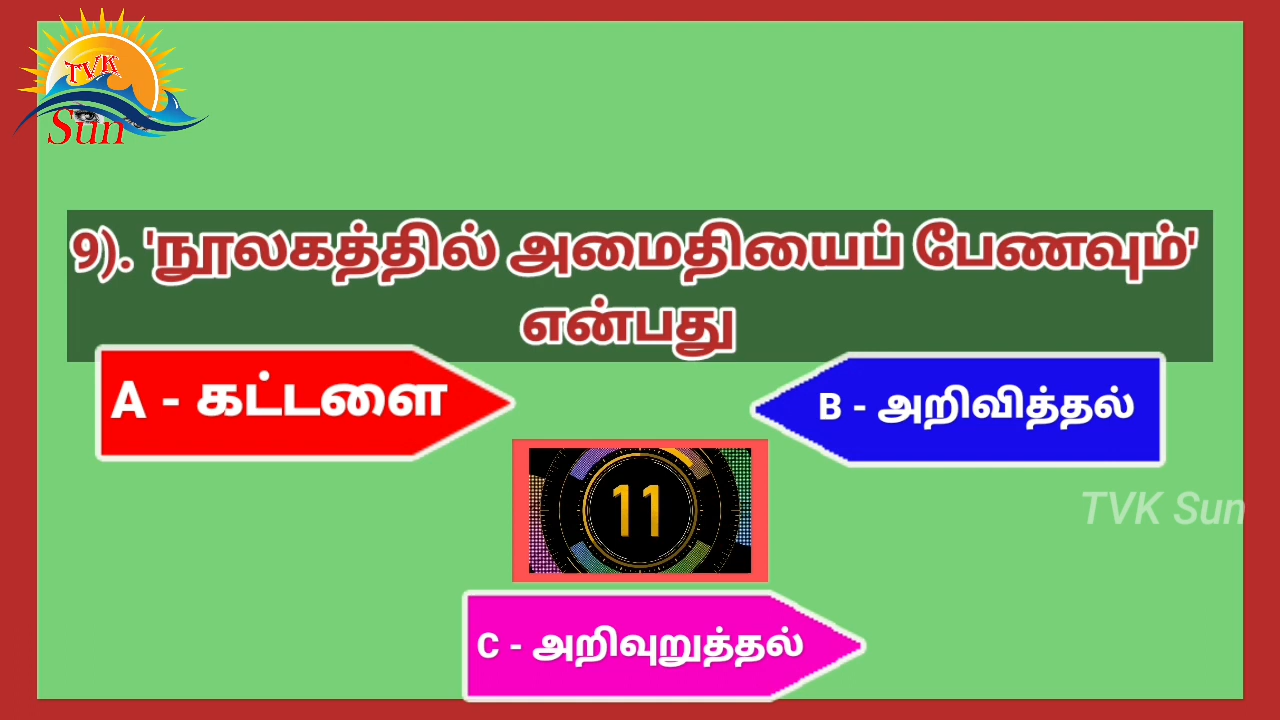 TVK
Sun
9). 'நூலகத்தில் அமைதியைப் பேணவும்'
என்பது
A - கட்டளை
B - அறிவித்தல்
11
TVK Sun
C - அறிவுறுத்தல்